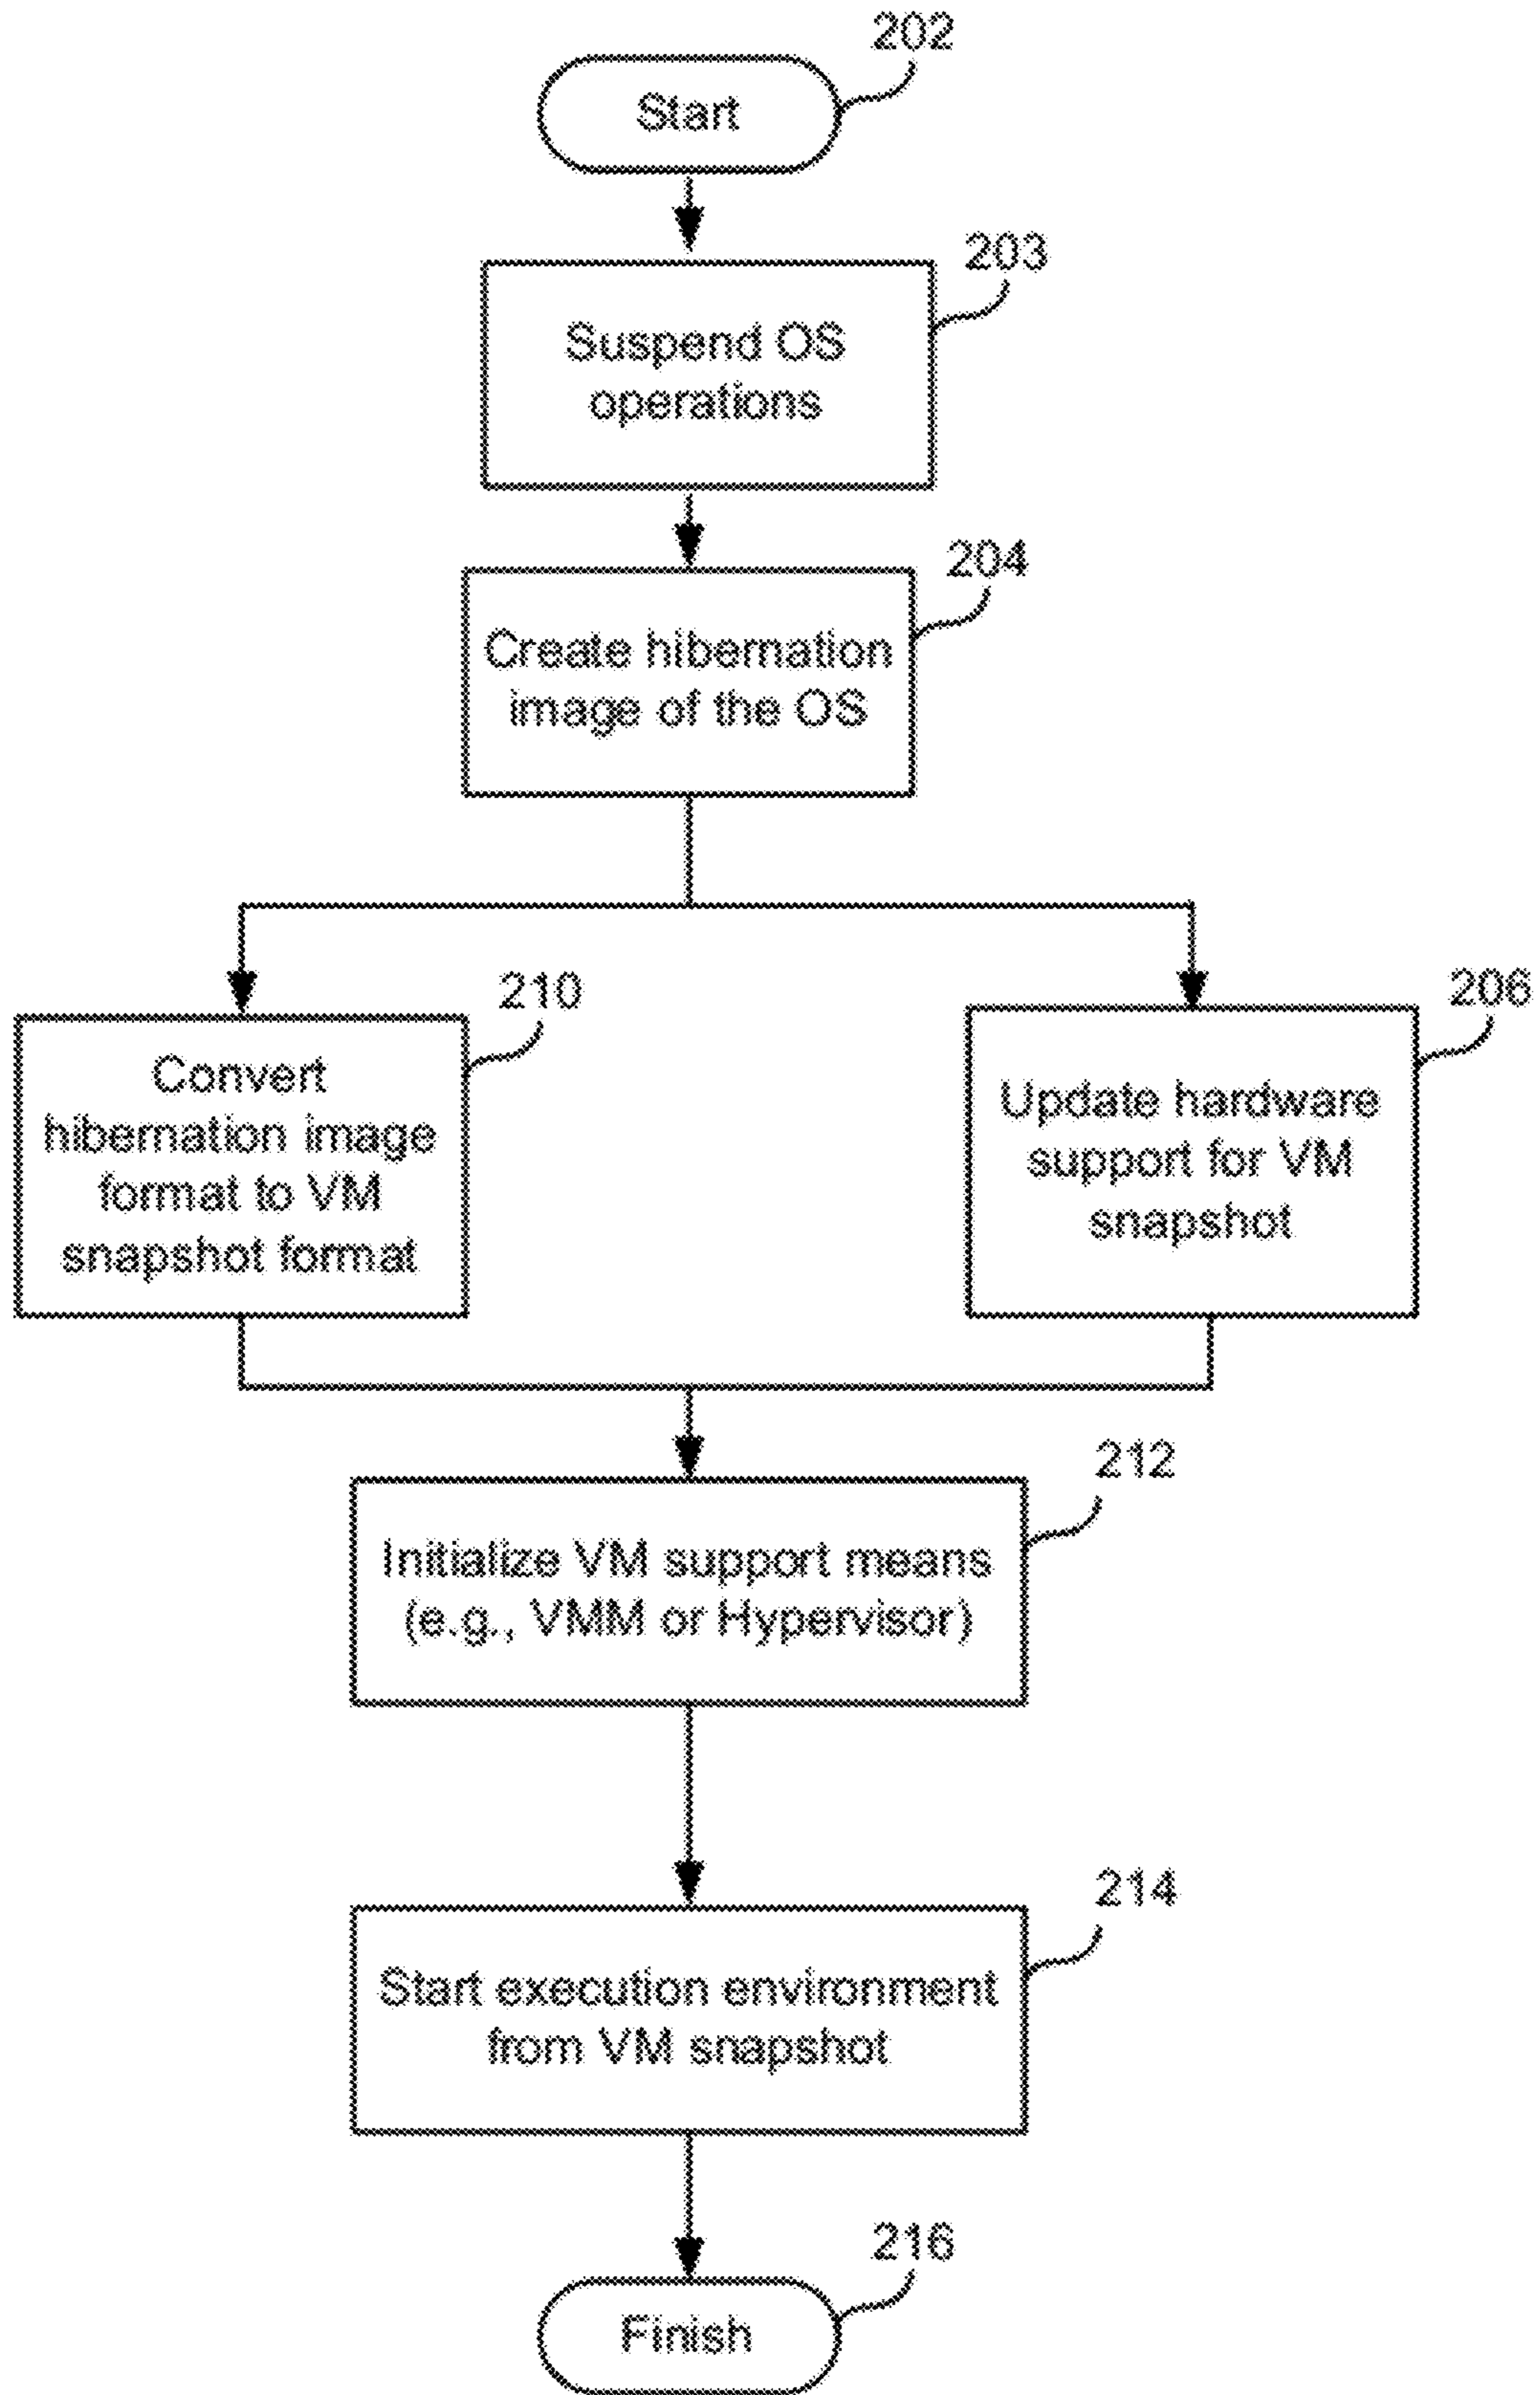 202
Start
203
Suspend OS
operations
204
Create hibernation
image of the OS
210
Convert
hibernation image
format to VM
snapshot format
206
Update hardware
support for VM
snapshot
212
Initialize VM support means
(e.g., VMM or Hypervisor)
214
Start execution environment
from VM snapshot
216
Finish